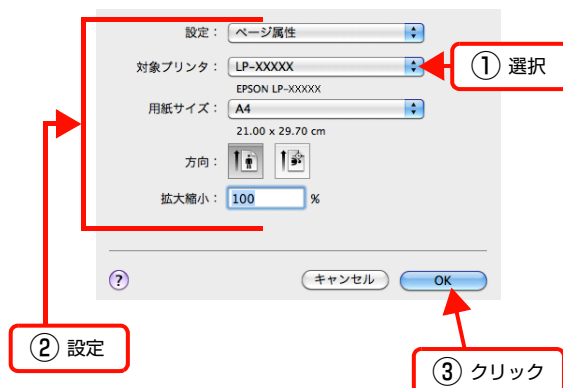 設定： ページ属性
対象プリンタ： LP-XXXXX
EPSON LP-XXXXX
① 選択
用紙サイズ： A4
21.00 x 29.70 cm
方向：
拡大縮小： 100 %
? キャンセル OK
② 設定
③ クリック